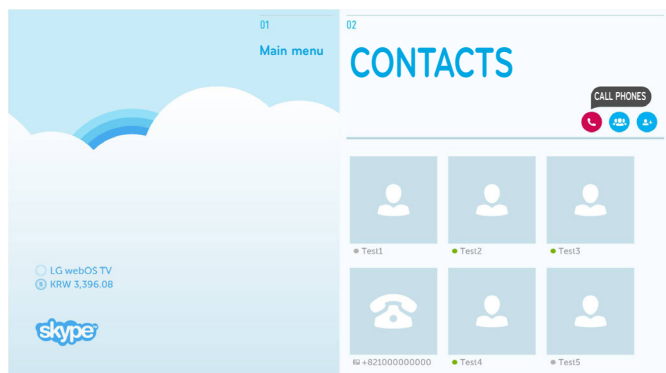 01
Main menu
LG webOS TV
KRW 3,396.08
skype
02
CONTACTS
CALL PHONES
Test1
Test2
Test3
+821000000000
Test4
Test5